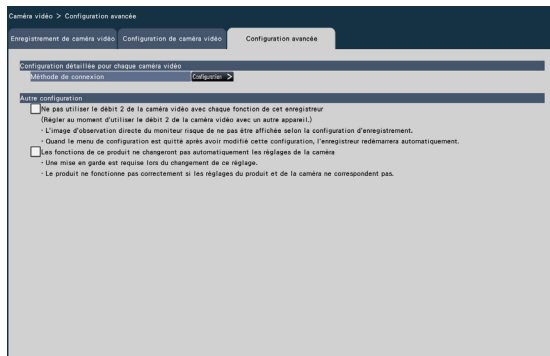 Caméra vidéo > Configuration avancée
Enregistrement de caméra vidéo Configuration de caméra vidéo Configuration avancée
Configuration détaillée pour chaque caméra vidéo
Méthode de connexion Configuration >
Autre configuration
Ne pas utiliser le débit 2 de la caméra vidéo avec chaque fonction de cet enregistreur
(Régler au moment d'utiliser le débit 2 de la caméra vidéo avec un autre appareil.)
· L'image d'observation directe du moniteur risque de ne pas être affichée selon la configuration d'enregistrement.
· Quand le menu de configuration est quitté après avoir modifié cette configuration, l'enregistreur redémarrera automatiquement.
Les fonctions de ce produit ne changeront pas automatiquement les réglages de la caméra
· Une mise en garde est requise lors du changement de ce réglage.
· Le produit ne fonctionne pas correctement si les réglages du produit et de la caméra ne correspondent pas.